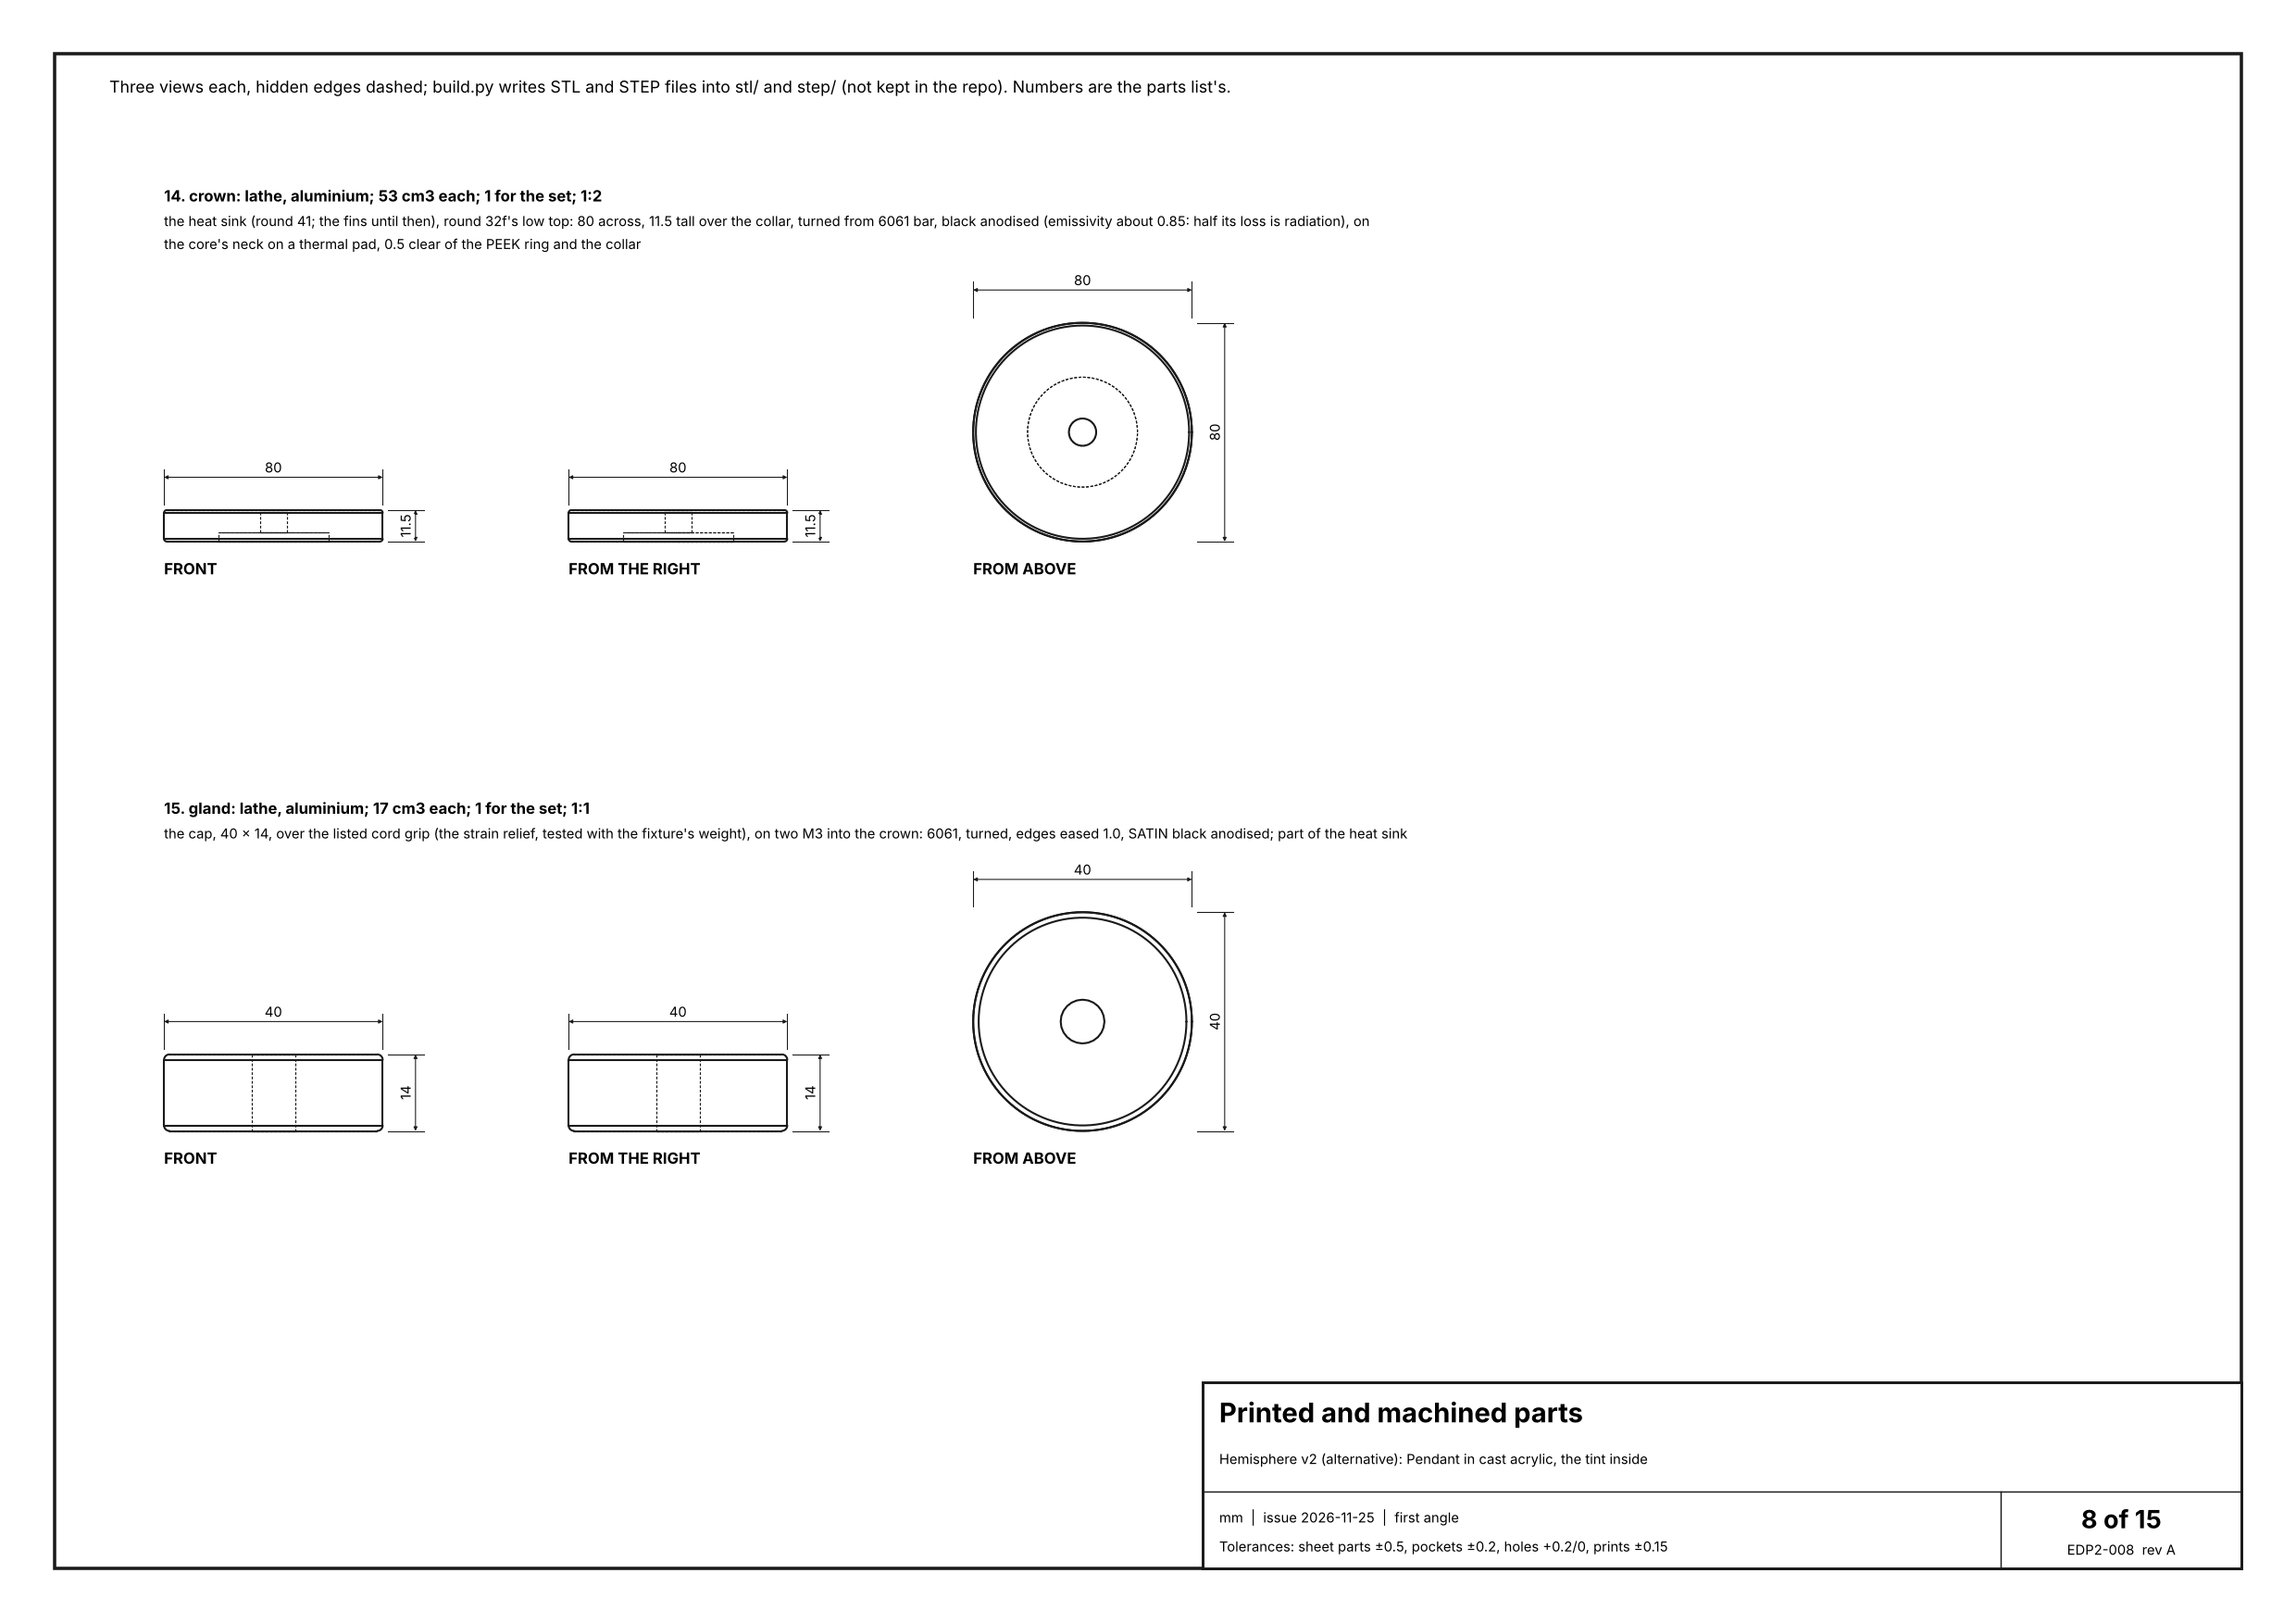 Three views each, hidden edges dashed; build.py writes STL and STEP files into stl/ and step/ (not kept in the repo). Numbers are the parts list's.
14. crown: lathe, aluminium; 53 cm3 each; 1 for the set; 1:2
the heat sink (round 41; the fins until then), round 32f's low top: 80 across, 11.5 tall over the collar, turned from 6061 bar, black anodised (emissivity about 0.85: half its loss is radiation), on
the core's neck on a thermal pad, 0.5 clear of the PEEK ring and the collar
80
80
80
80
11.5
11.5
FRONT
FROM THE RIGHT
FROM ABOVE
15. gland: lathe, aluminium; 17 cm3 each; 1 for the set; 1:1
the cap, 40 × 14, over the listed cord grip (the strain relief, tested with the fixture's weight), on two M3 into the crown: 6061, turned, edges eased 1.0, SATIN black anodised; part of the heat sink
40
40
40
40
14
14
FRONT
FROM THE RIGHT
FROM ABOVE
Printed and machined parts
Hemisphere v2 (alternative): Pendant in cast acrylic, the tint inside
mm | issue 2026-11-25 | first angle
Tolerances: sheet parts ±0.5, pockets ±0.2, holes +0.2/0, prints ±0.15
8 of 15
EDP2-008 rev A